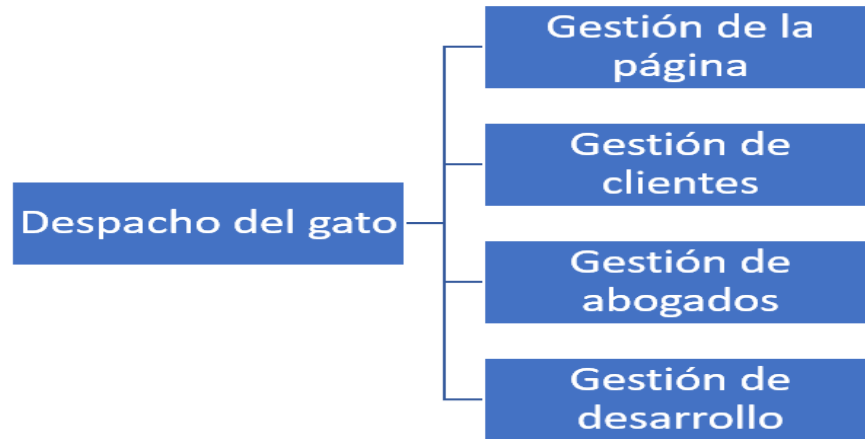 Gestión de la
página
Gestión de
clientes
Despacho del gato
Gestión de
abogados
Gestión de
desarrollo